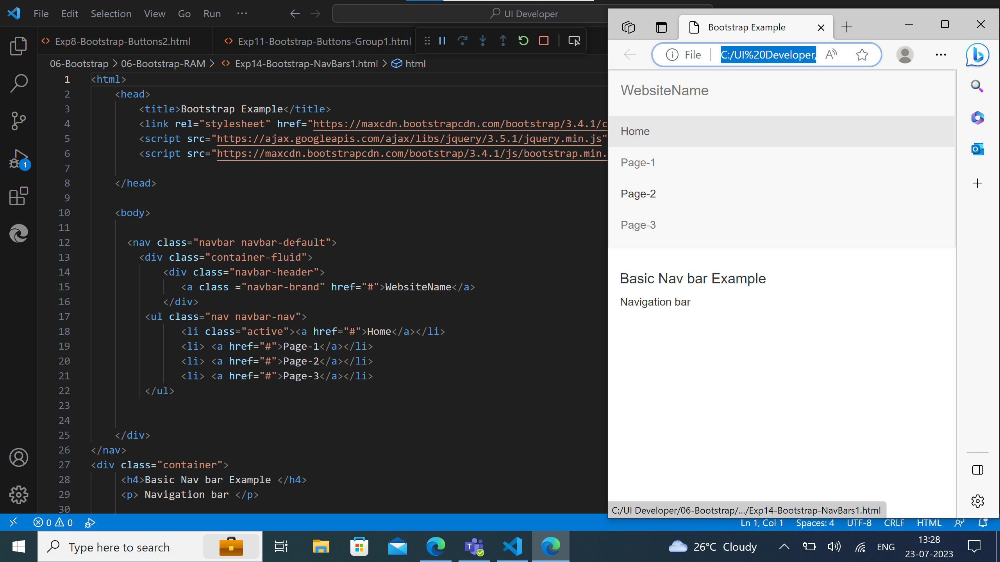 File Edit Selection View Go Run ...
UI Developer
Exp8-Bootstrap-Buttons2.html
Exp11-Bootstrap-Buttons-Group1.html
06-Bootstrap > 06-Bootstrap-RAM > Exp14-Bootstrap-NavBars1.html > html
1 <html>
2 <head>
3 <title>Bootstrap Example</title>
4 <link rel="stylesheet" href="https://maxcdn.bootstrapcdn.com/bootstrap/3.4.1/c
5 <script src="https://ajax.googleapis.com/ajax/libs/jquery/3.5.1/jquery.min.js"
6 <script src="https://maxcdn.bootstrapcdn.com/bootstrap/3.4.1/js/bootstrap.min.
7
8 </head>
9
10 <body>
11
12 <nav class="navbar navbar-default">
13 <div class="container-fluid">
14 <div class="navbar-header">
15 <a class ="navbar-brand" href="#">WebsiteName</a>
16 </div>
17 <ul class="nav navbar-nav">
18 <li class="active"><a href="#">Home</a></li>
19 <li> <a href="#">Page-1</a></li>
20 <li> <a href="#">Page-2</a></li>
21 <li> <a href="#">Page-3</a></li>
22 </ul>
23
24
25 </div>
26 </nav>
27 <div class="container">
28 <h4>Basic Nav bar Example </h4>
29 <p> Navigation bar </p>
30
1
Bootstrap Example
File
C:/UI%20Developer/
WebsiteName
Home
Page-1
Page-2
Page-3
Basic Nav bar Example
Navigation bar
C:/UI Developer/06-Bootstrap/.../Exp14-Bootstrap-NavBars1.html
0 0
Ln 1, Col 1 Spaces: 4 UTF-8 CRLF HTML
Type here to search
26°C Cloudy
ENG
13:28
23-07-2023